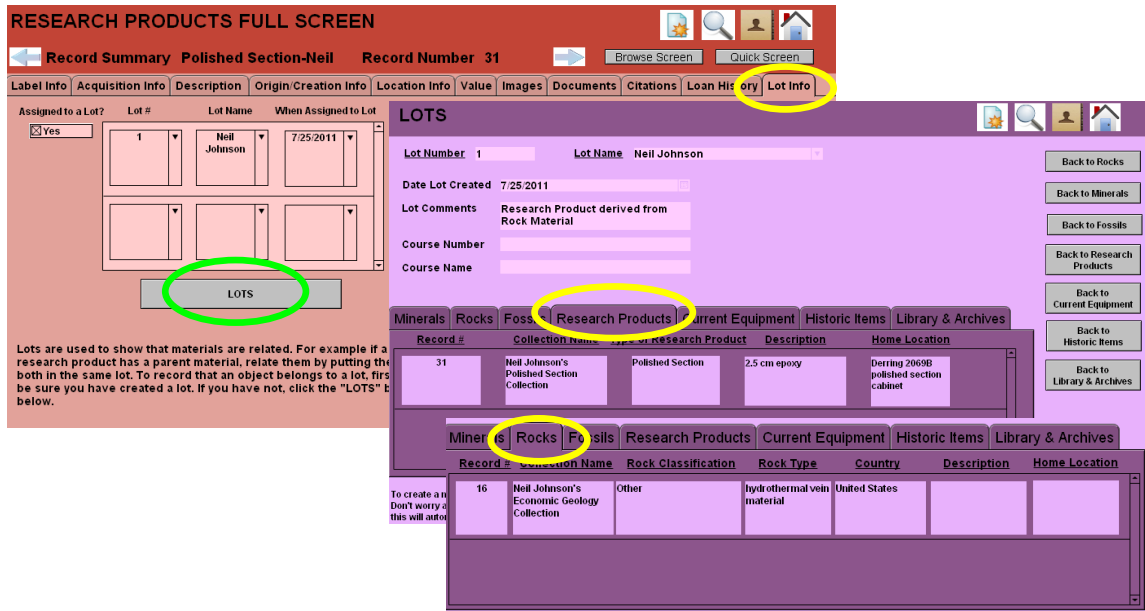 RESEARCH PRODUCTS FULL SCREEN
Record Summary Polished Section-Neil Record Number 31
Browse Screen Quick Screen
Label Info Acquisition Info Description Origin/Creation Info Location Info Value Images Documents Citations Loan History Lot Info
Assigned to a Lot? Lot # Lot Name When Assigned to Lot
Yes 1 Neil Johnson 7/25/2011
LOTS
Lots are used to show that materials are related. For example if a
research product has a parent material, relate them by putting the
both in the same lot. To record that an object belongs to a lot, firs
be sure you have created a lot. If you have not, click the "LOTS" b
below.
LOTS
Lot Number 1 Lot Name Neil Johnson
Date Lot Created 7/25/2011
Lot Comments Research Product derived from
Rock Material
Course Number
Course Name
Back to Rocks
Back to Minerals
Back to Fossils
Back to Research
Products
Back to
Current Equipment
Back to
Historic Items
Back to
Library & Archives
Minerals Rocks Fossils Research Products Current Equipment Historic Items Library & Archives
Record # Collection Name Type of Research Product Description Home Location
31 Neil Johnson's Polished Section Collection Polished Section 2.5 cm epoxy Derring 2069B polished section cabinet
To create a n
Don't worry a
this will autor
Minerals Rocks Fossils Research Products Current Equipment Historic Items Library & Archives
Record # Collection Name Rock Classification Rock Type Country Description Home Location
16 Neil Johnson's Economic Geology Collection Other hydrothermal vein material United States